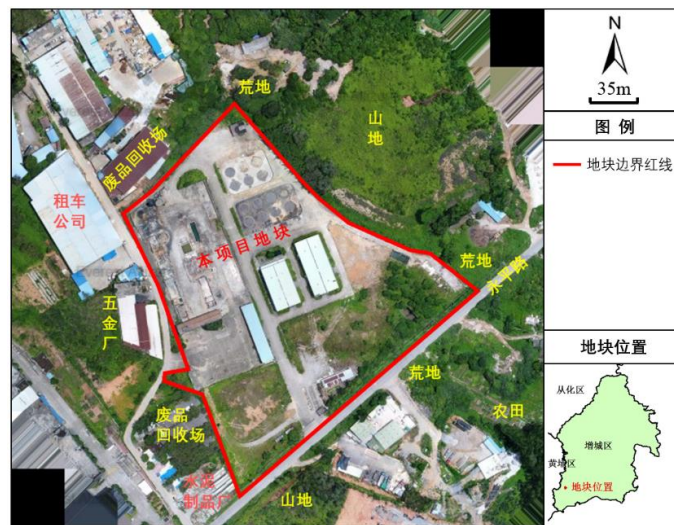 荒地
山
地
废品回收场
租车
公司
本项目地块
荒地
永平路
五金厂
荒地
废品
回收场
农田
水泥
制品厂
山地
N
35m
图 例
地块边界红线
地块位置
从化区
增城区
黄埔区
地块位置